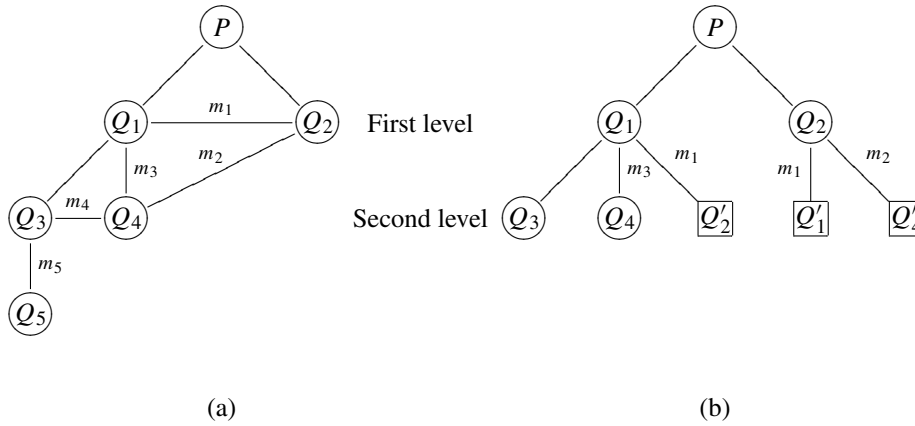 P P
Q1 m1 Q2 First level Q1 Q2
m3 m2 m3 m1 m1 m2
Q3 m4 Q4 Second level Q3 Q4 Q′2 Q′1 Q′4
m5
Q5
(a) (b)